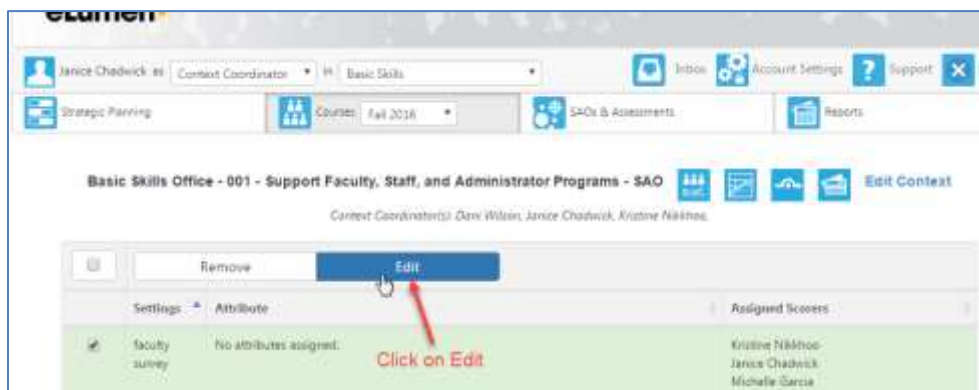 eLumen
Janice Chadwick as Context Coordinator in Basic Skills Inbox Account Settings ? Support X
Strategic Planning Courses Fall 2016 SAOs & Assessments Reports
Basic Skills Office - 001 - Support Faculty, Staff, and Administrator Programs - SAO Edit Context
Context Coordinator(s): Dani Wilson, Janice Chadwick, Kristine Nikkhoo,
Remove Edit
Settings Attribute Assigned Scorers
faculty survey No attributes assigned. Kristine Nikkhoo
Janice Chadwick
Click on Edit
Michelle Garcia